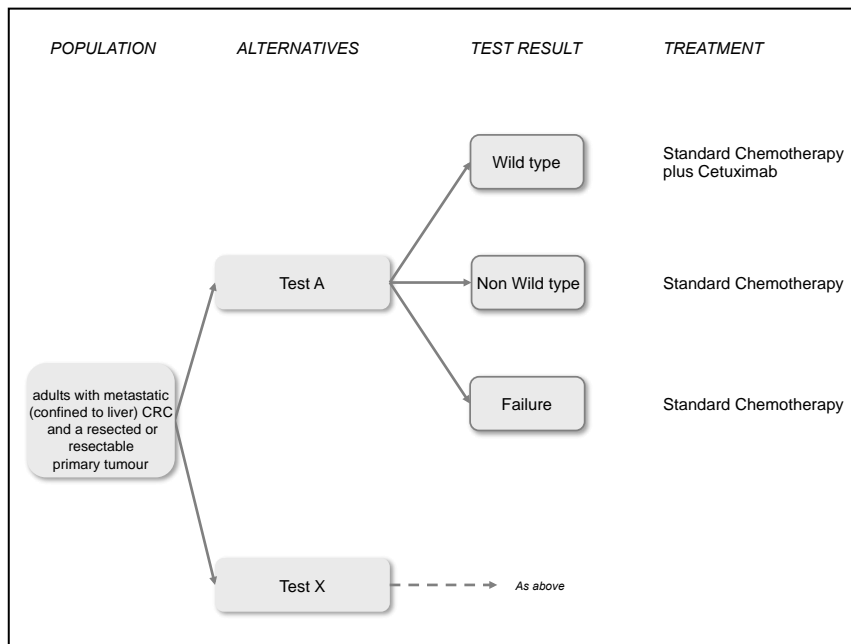 POPULATION
ALTERNATIVES
TEST RESULT
TREATMENT
Wild type
Standard Chemotherapy
plus Cetuximab
Test A
Non Wild type
Standard Chemotherapy
adults with metastatic
(confined to liver) CRC
and a resected or
resectable
primary tumour
Failure
Standard Chemotherapy
Test X
As above